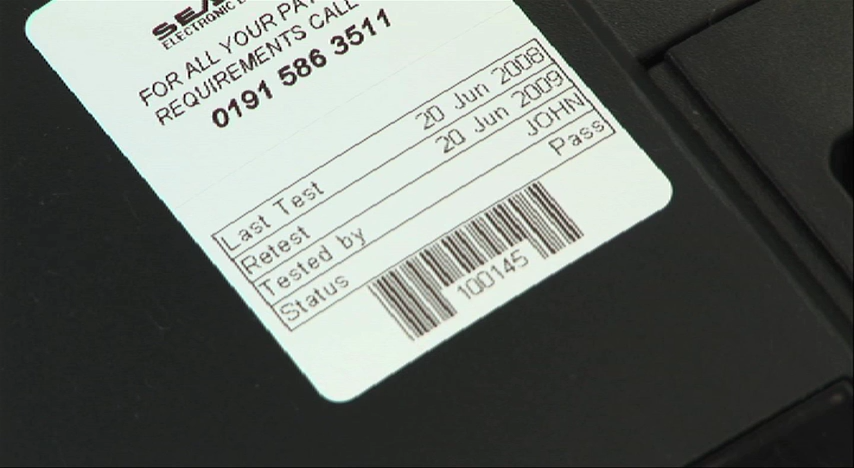 ELECTRONIC
FOR ALL YOUR PAT
REQUIREMENTS CALL
0191 586 3511
Last Test 20 Jun 2008
Retest 20 Jun 2009
Tested by JOHN
Status Pass
100145